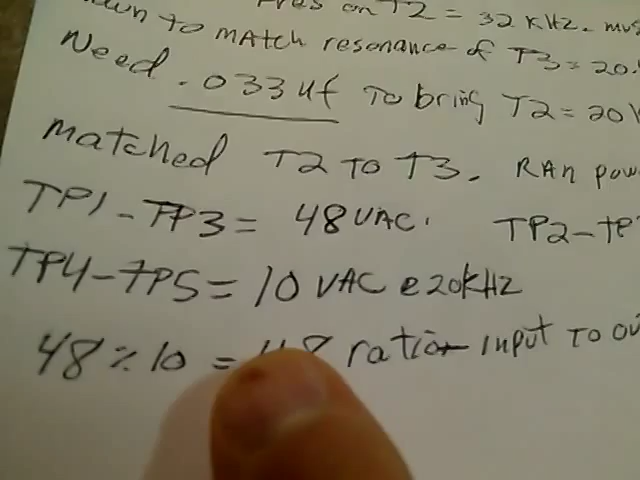 on T2 = 32 KHz. mus
to match resonance of T3 = 20.
Need .033uf To bring T2 = 20
matched T2 TO T3. RAN pow
TP1-TP3 = 48VAC. TP2-TP
TP4-TP5 = 10 VAC @ 20KHZ
48 ÷ 10 = ratio input TO ou